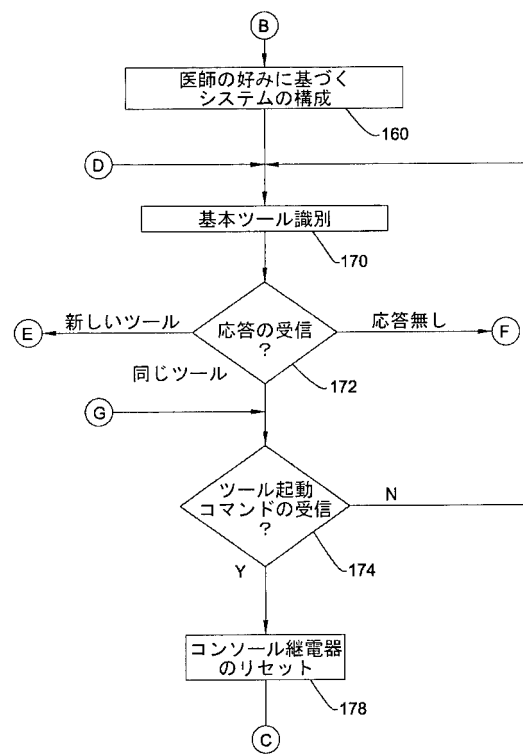 B
医師の好みに基づく
システムの構成
160
D
基本ツール識別
170
新しいツール
応答の受信
?
応答無し
E
F
172
同じツール
G
ツール起動
コマンドの受信
?
N
174
Y
コンソール継電器
のリセット
178
C